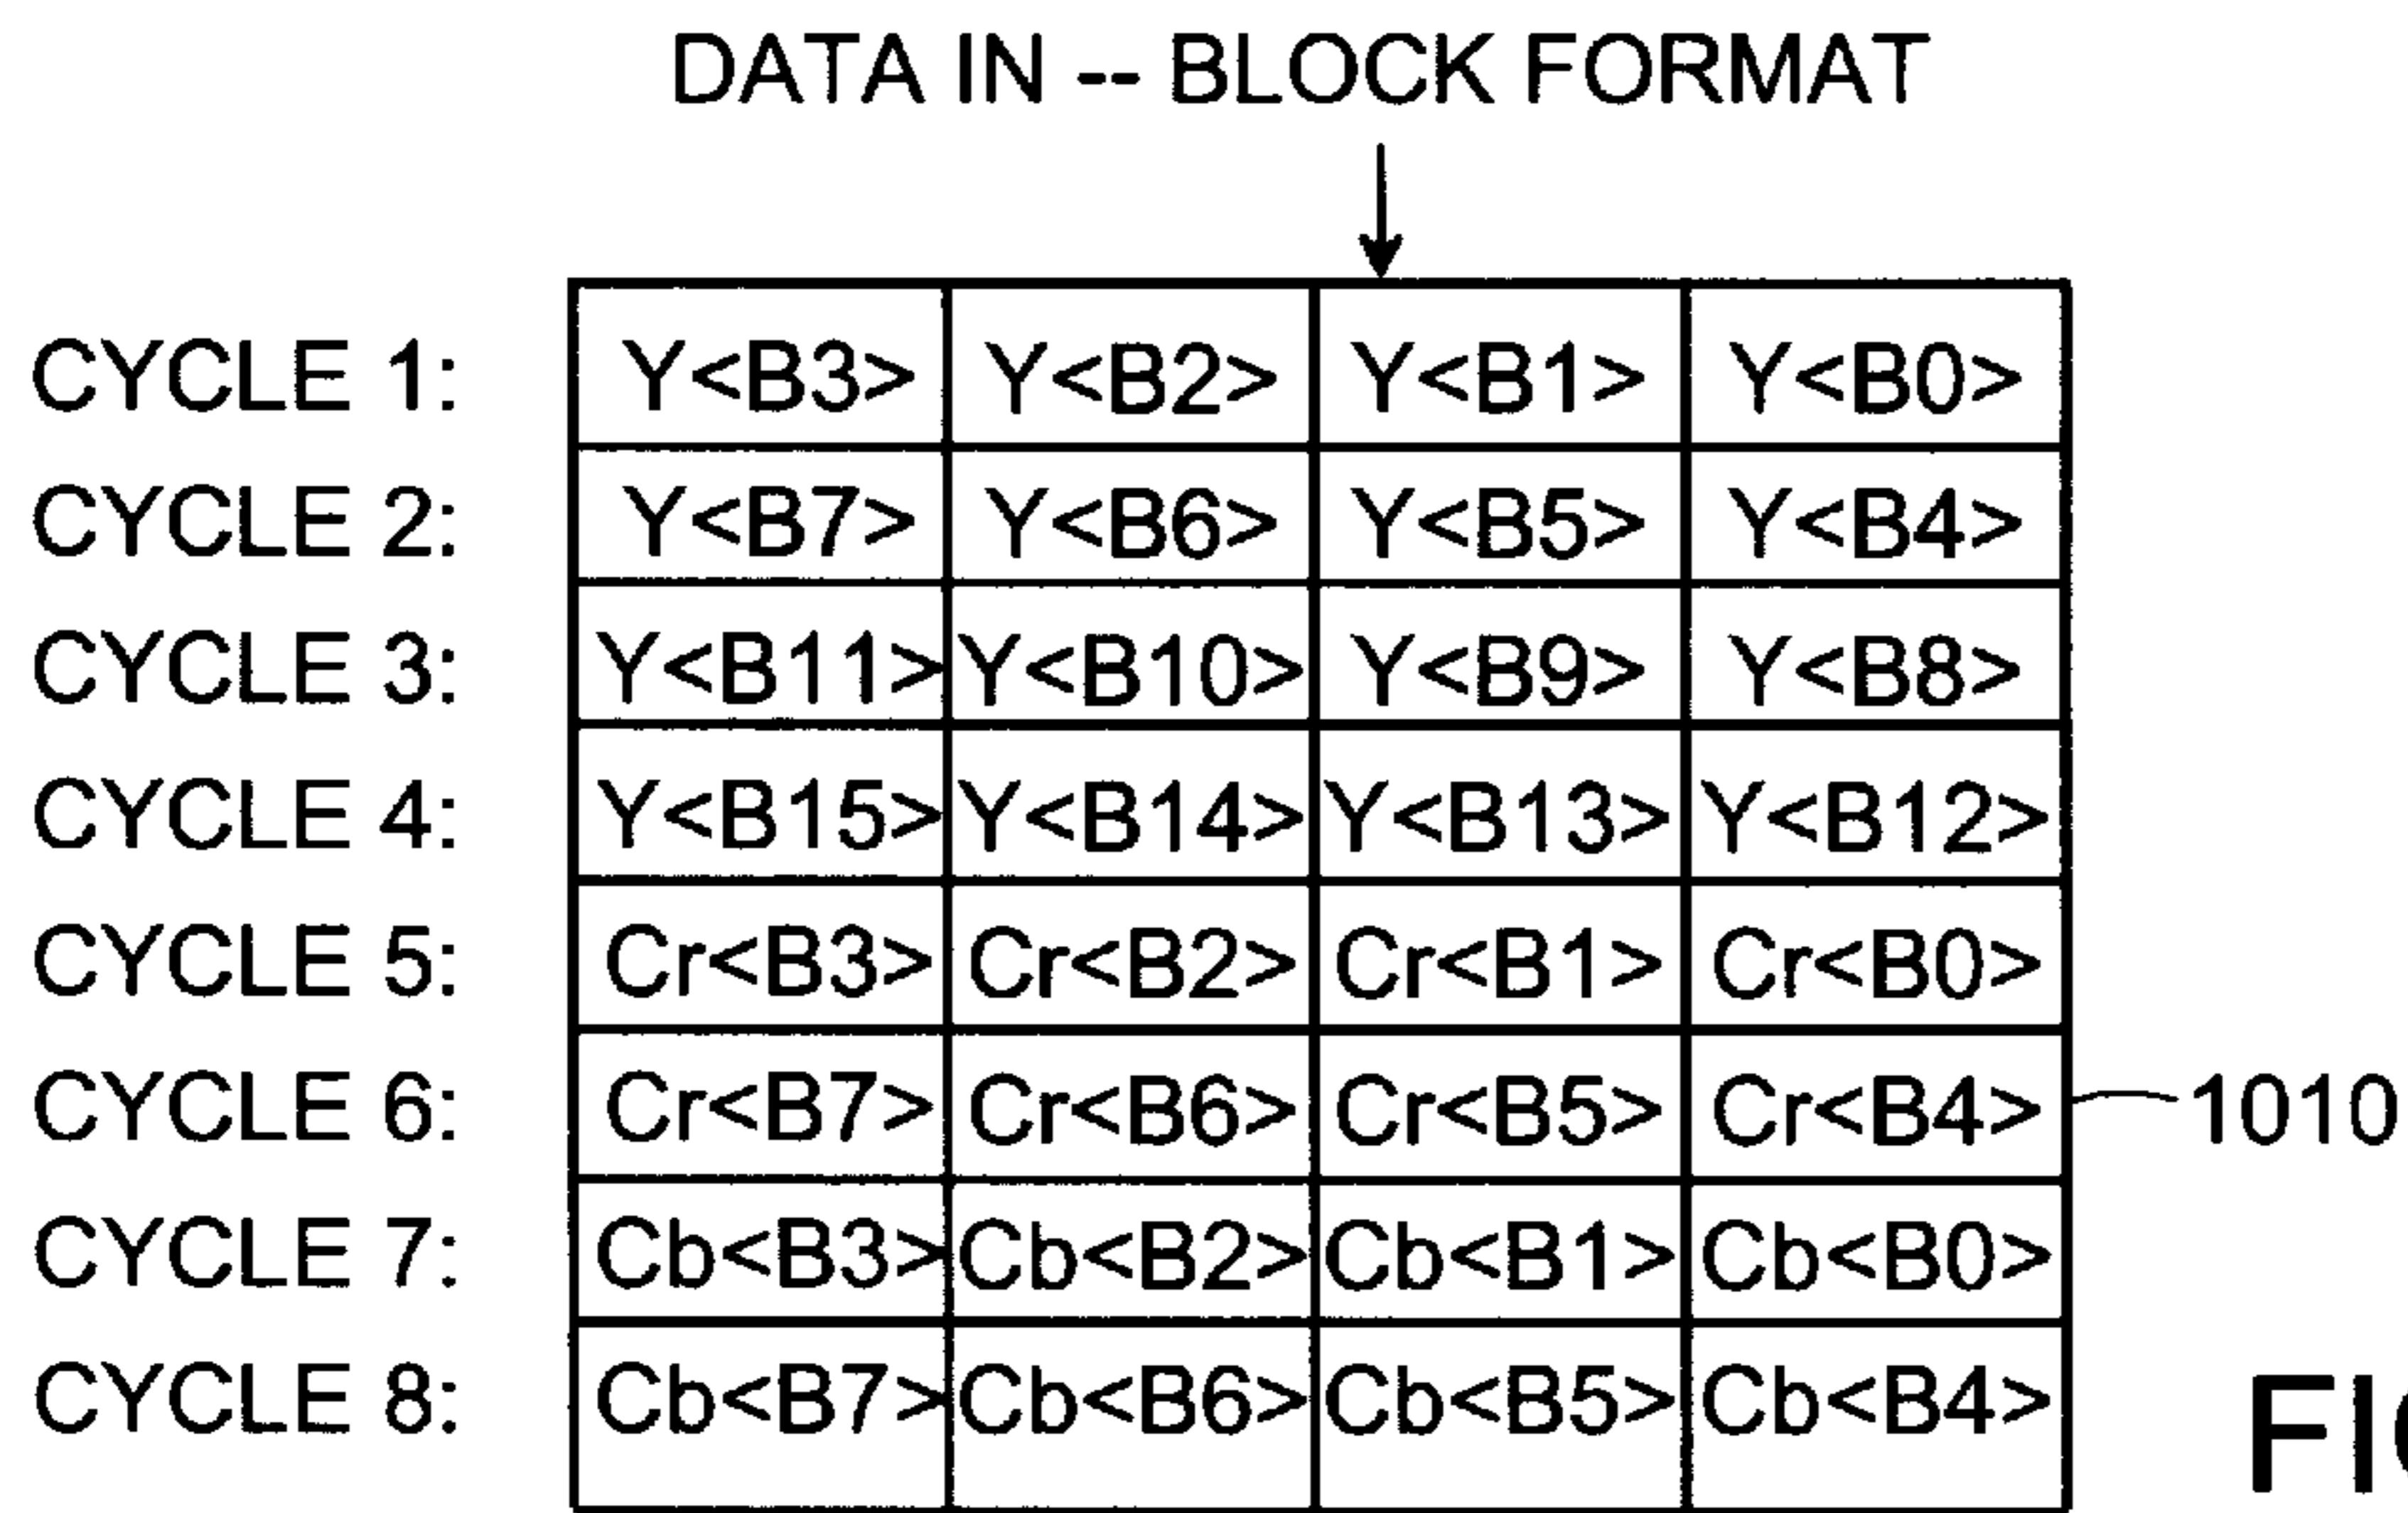 DATA IN -- BLOCK FORMAT
CYCLE 1: Y<B3> Y<B2> Y<B1> Y<B0>
CYCLE 2: Y<B7> Y<B6> Y<B5> Y<B4>
CYCLE 3: Y<B11> Y<B10> Y<B9> Y<B8>
CYCLE 4: Y<B15> Y<B14> Y<B13> Y<B12>
CYCLE 5: Cr<B3> Cr<B2> Cr<B1> Cr<B0>
CYCLE 6: Cr<B7> Cr<B6> Cr<B5> Cr<B4> 1010
CYCLE 7: Cb<B3> Cb<B2> Cb<B1> Cb<B0>
CYCLE 8: Cb<B7> Cb<B6> Cb<B5> Cb<B4>